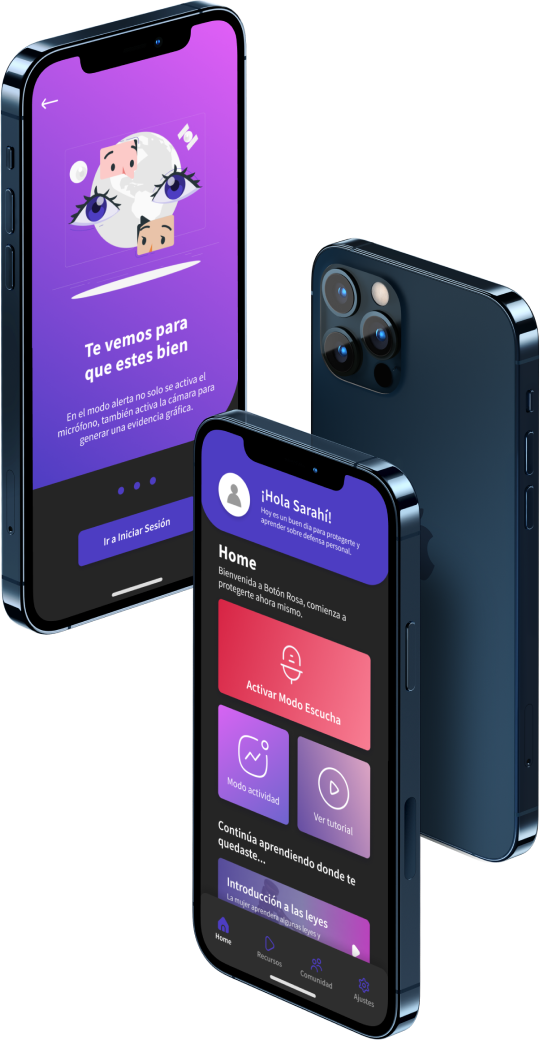 Te vemos para
que estes bien
En el modo alerta no solo se activa el
micrófono, también activa la cámara para
generar una evidencia gráfica.
Ir a Iniciar Sesión
¡Hola Sarahí!
Hoy es un buen día para protegerte y
aprender sobre defensa personal.
Home
Bienvenida a Botón Rosa, comienza a
protegerte ahora mismo.
Activar Modo Escucha
Modo actividad
Ver tutorial
Continúa aprendiendo donde te
quedaste...
Introducción a las leyes
La mujer aprendera algunas leyes y
Home
Recursos
Comunidad
Ajustes